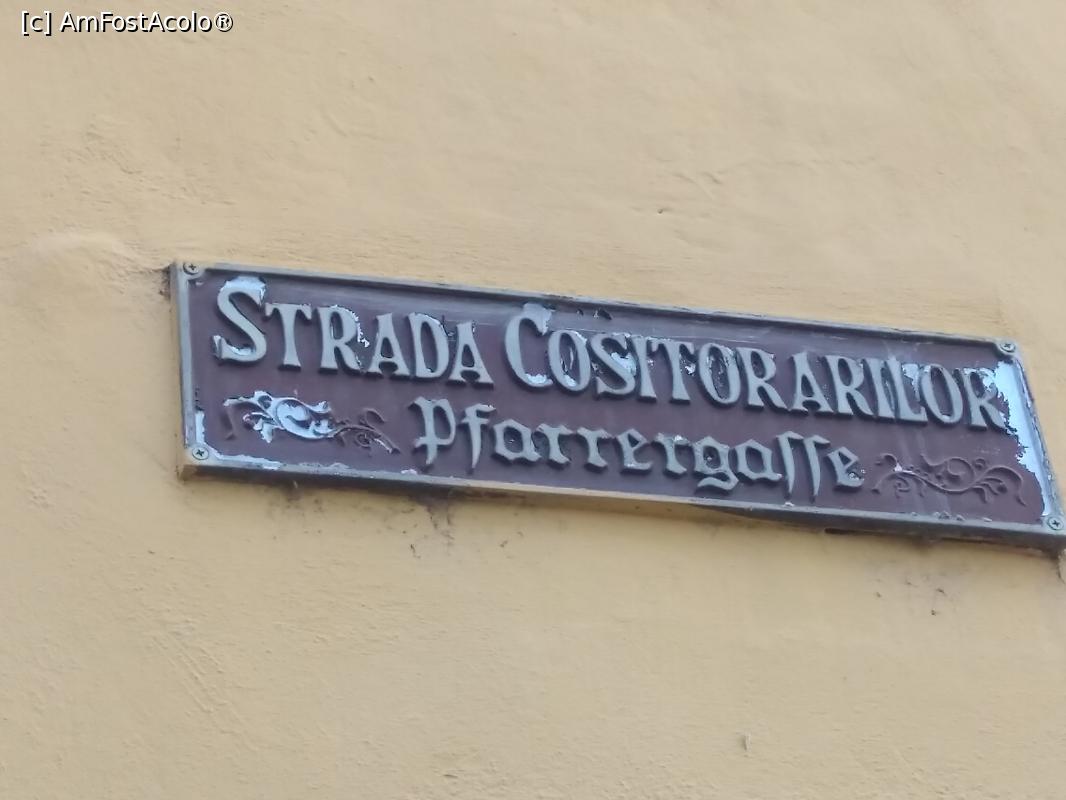 [c] AmFostAcolo®
STRADA COSITORARILOR
Pfarrergasse